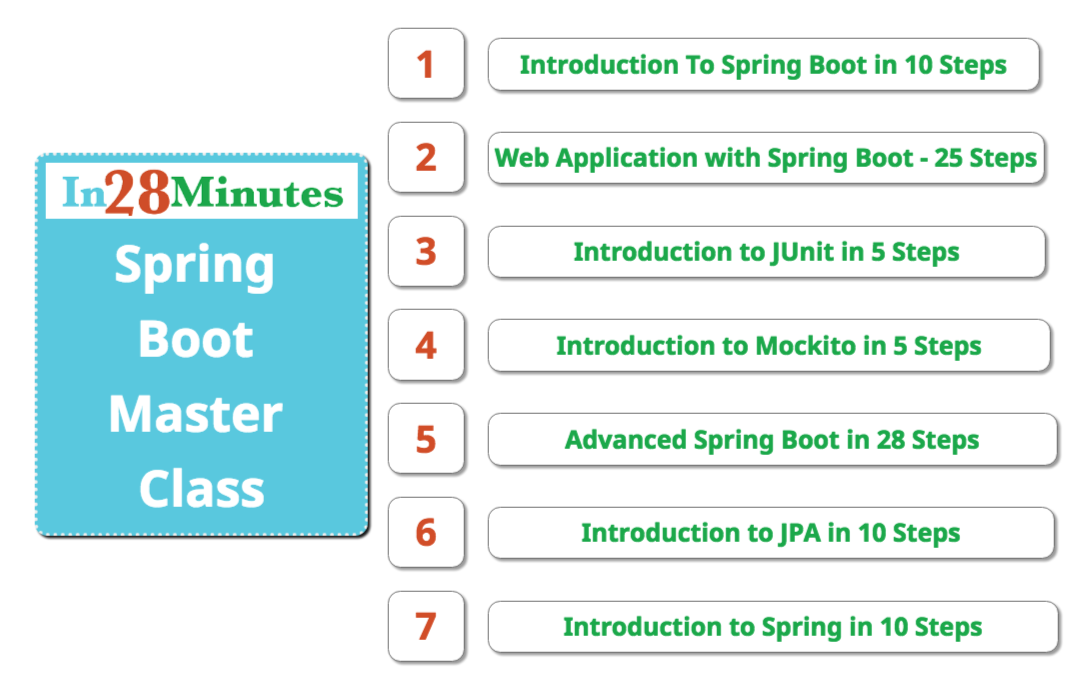 In28Minutes
Spring
Boot
Master
Class
1
Introduction To Spring Boot in 10 Steps
2
Web Application with Spring Boot - 25 Steps
3
Introduction to JUnit in 5 Steps
4
Introduction to Mockito in 5 Steps
5
Advanced Spring Boot in 28 Steps
6
Introduction to JPA in 10 Steps
7
Introduction to Spring in 10 Steps